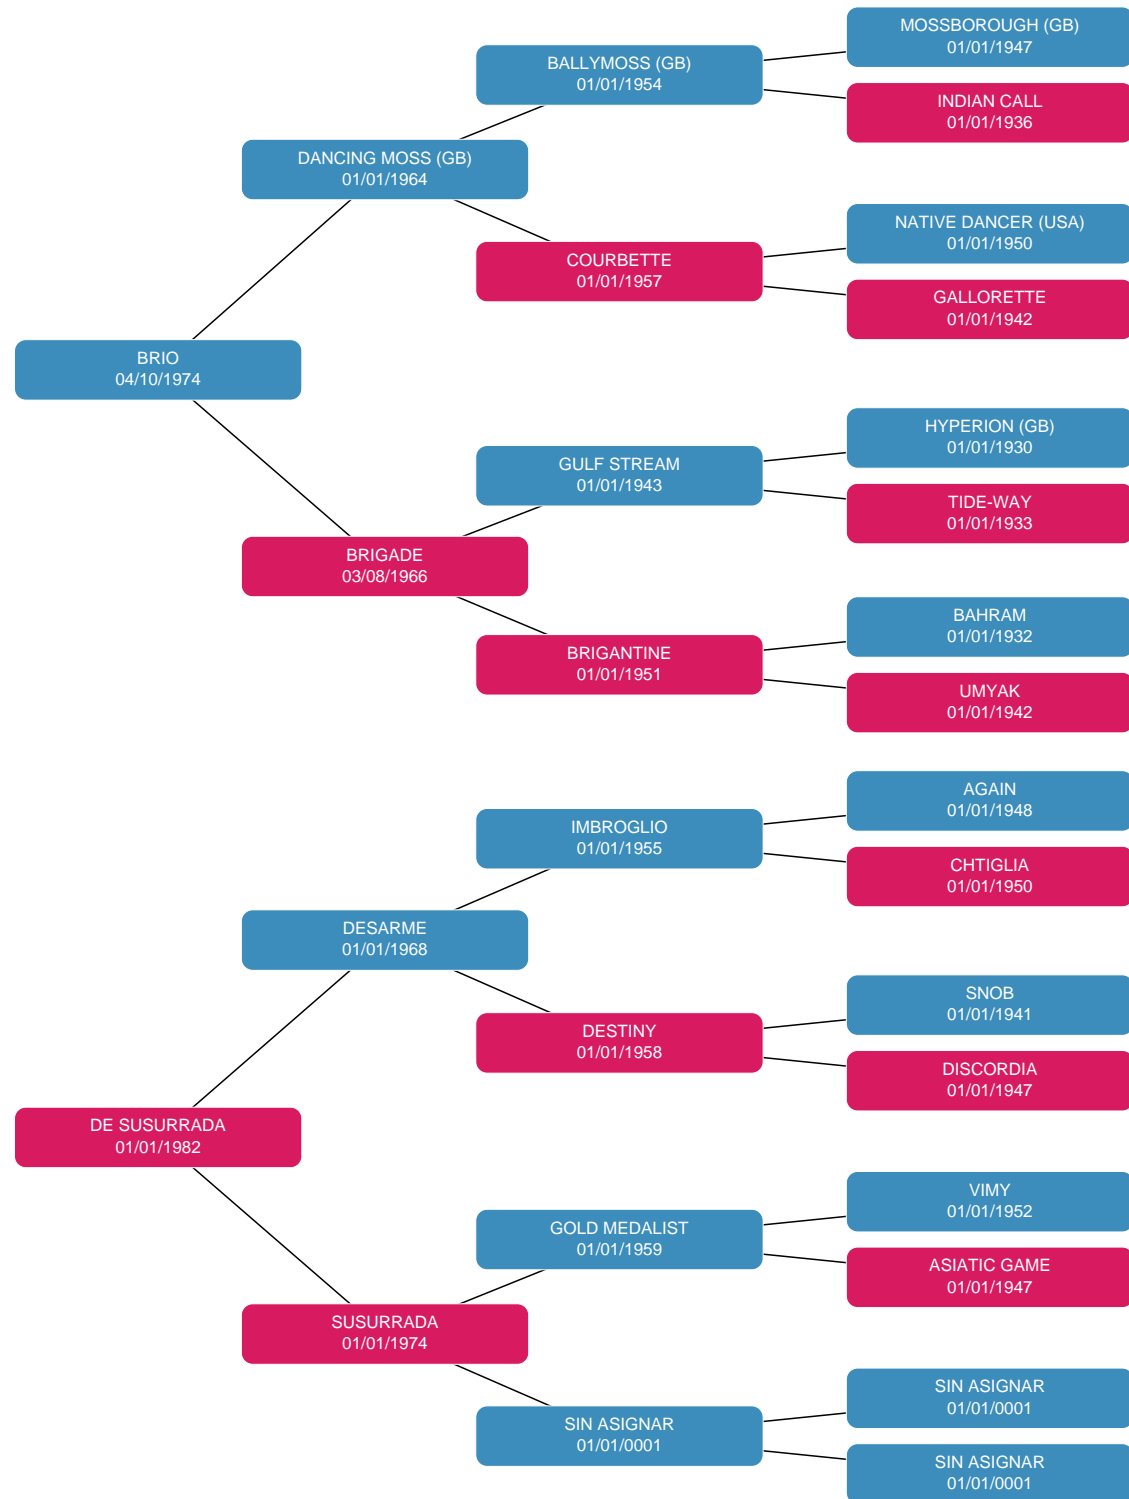 MOSSBOROUGH (GB)
01/01/1947
BALLYMOSS (GB)
01/01/1954
INDIAN CALL
01/01/1936
DANCING MOSS (GB)
01/01/1964
NATIVE DANCER (USA)
01/01/1950
COURBETTE
01/01/1957
GALLORETTE
01/01/1942
BRIO
04/10/1974
HYPERION (GB)
01/01/1930
GULF STREAM
01/01/1943
TIDE-WAY
01/01/1933
BRIGADE
03/08/1966
BAHRAM
01/01/1932
BRIGANTINE
01/01/1951
UMYAK
01/01/1942
AGAIN
01/01/1948
IMBROGLIO
01/01/1955
CHTIGLIA
01/01/1950
DESARME
01/01/1968
SNOB
01/01/1941
DESTINY
01/01/1958
DISCORDIA
01/01/1947
DE SUSURRADA
01/01/1982
VIMY
01/01/1952
GOLD MEDALIST
01/01/1959
ASIATIC GAME
01/01/1947
SUSURRADA
01/01/1974
SIN ASIGNAR
01/01/0001
SIN ASIGNAR
01/01/0001
SIN ASIGNAR
01/01/0001